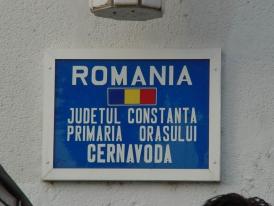 ROMANIA
JUDETUL CONSTANTA
PRIMARIA ORASULUI
CERNAVODA